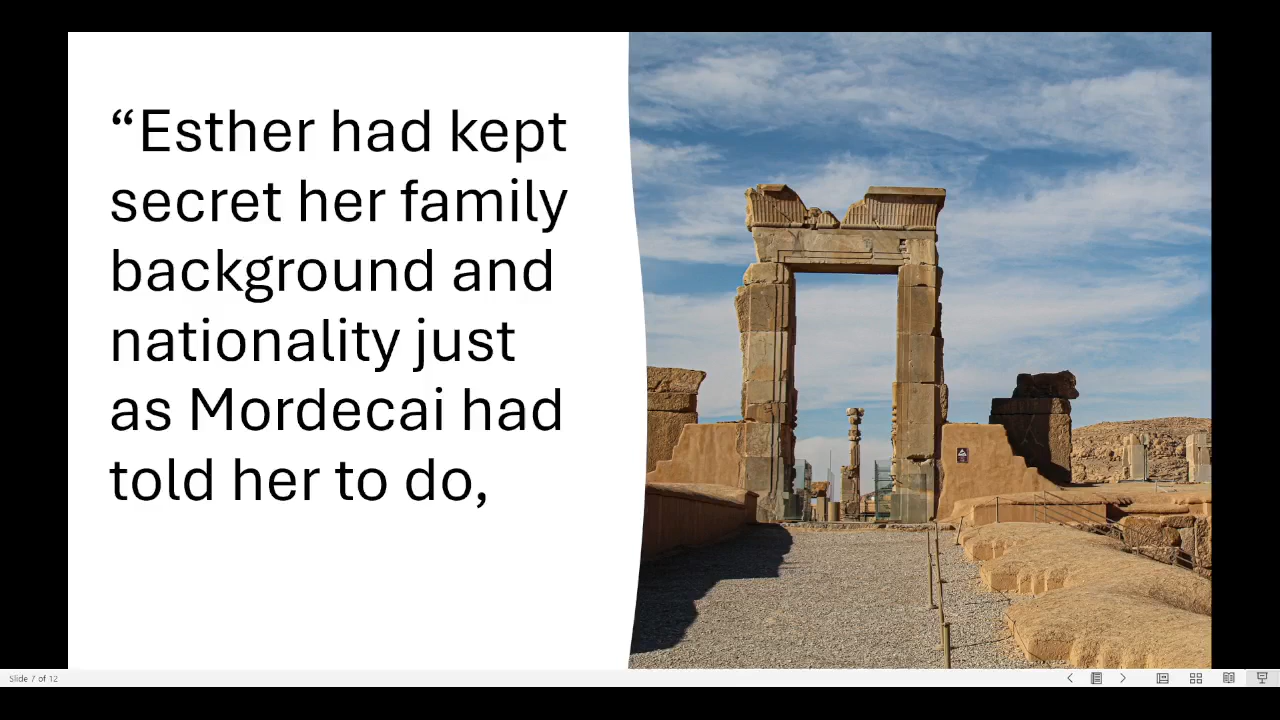 “Esther had kept
secret her family
background and
nationality just
as Mordecai had
told her to do,
Slide 7 of 12